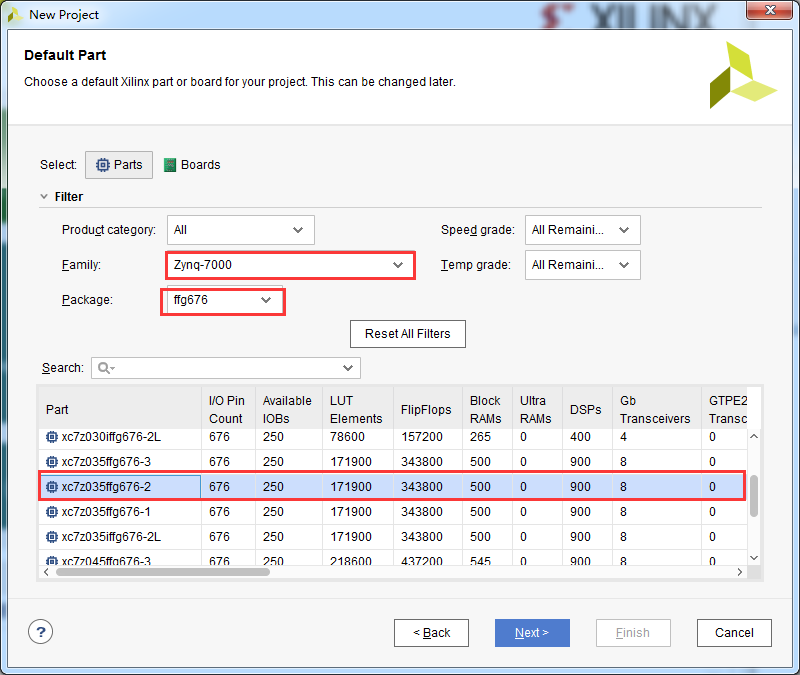 New Project
XILINX
Default Part
Choose a default Xilinx part or board for your project. This can be changed later.
Select: Parts Boards
Filter
Product category: All Speed grade: All Remaini...
Family: Zynq-7000 Temp grade: All Remaini...
Package: ffg676
Reset All Filters
Search: Q-
Part I/O Pin Count Available IOBs LUT Elements FlipFlops Block RAMs Ultra RAMs DSPs Gb Transceivers GTPE2 Transc
xc7z030iffg676-2L 676 250 78600 157200 265 0 400 4 0
xc7z035ffg676-3 676 250 171900 343800 500 0 900 8 0
xc7z035ffg676-2 676 250 171900 343800 500 0 900 8 0
xc7z035ffg676-1 676 250 171900 343800 500 0 900 8 0
xc7z035iffg676-2L 676 250 171900 343800 500 0 900 8 0
xc7z045ffg676-3 676 250 218600 437200 545 0 900 8 0
? < Back Next > Finish Cancel